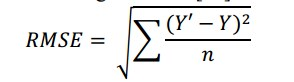 RMSE = √∑ (Y′ − Y)2 / n